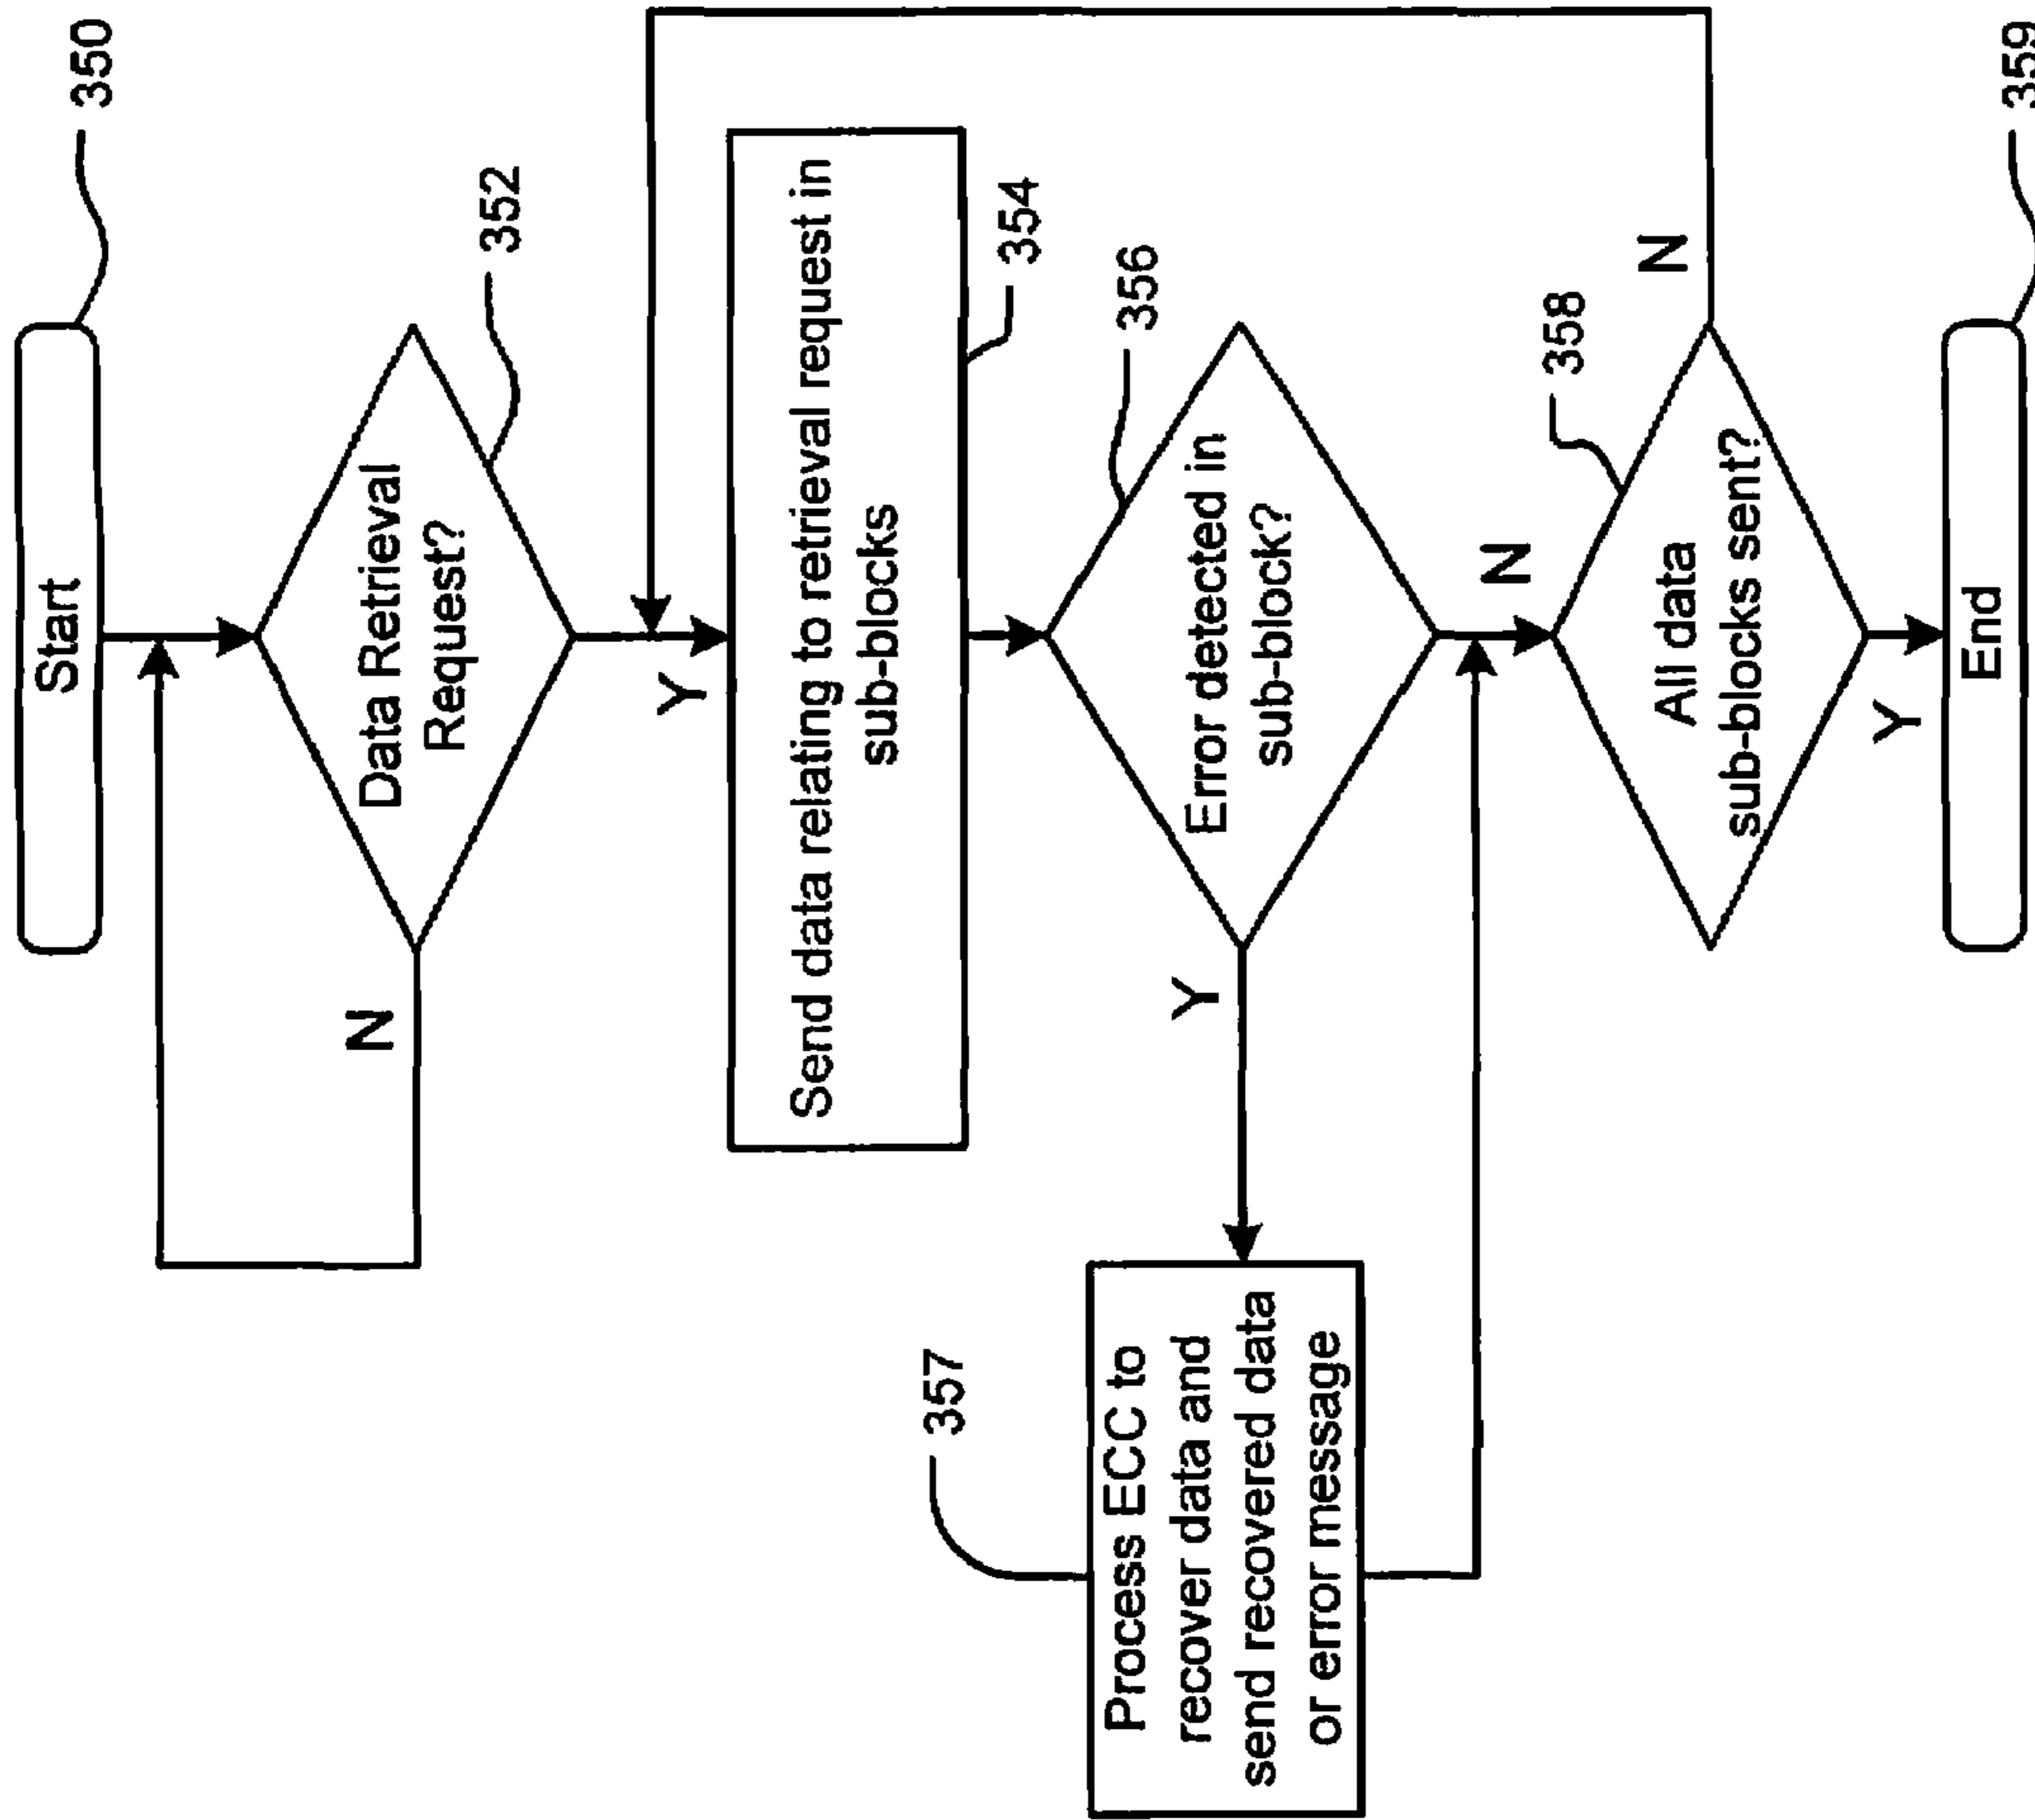 Start
350
Data Retrieval
Request?
352
N
Y
Send data relating to retrieval request in
sub-blocks
354
Error detected in
sub-block?
356
Y
N
Process ECC to
recover data and
send recovered data
or error message
357
All data
sub-blocks sent?
358
N
Y
End
359